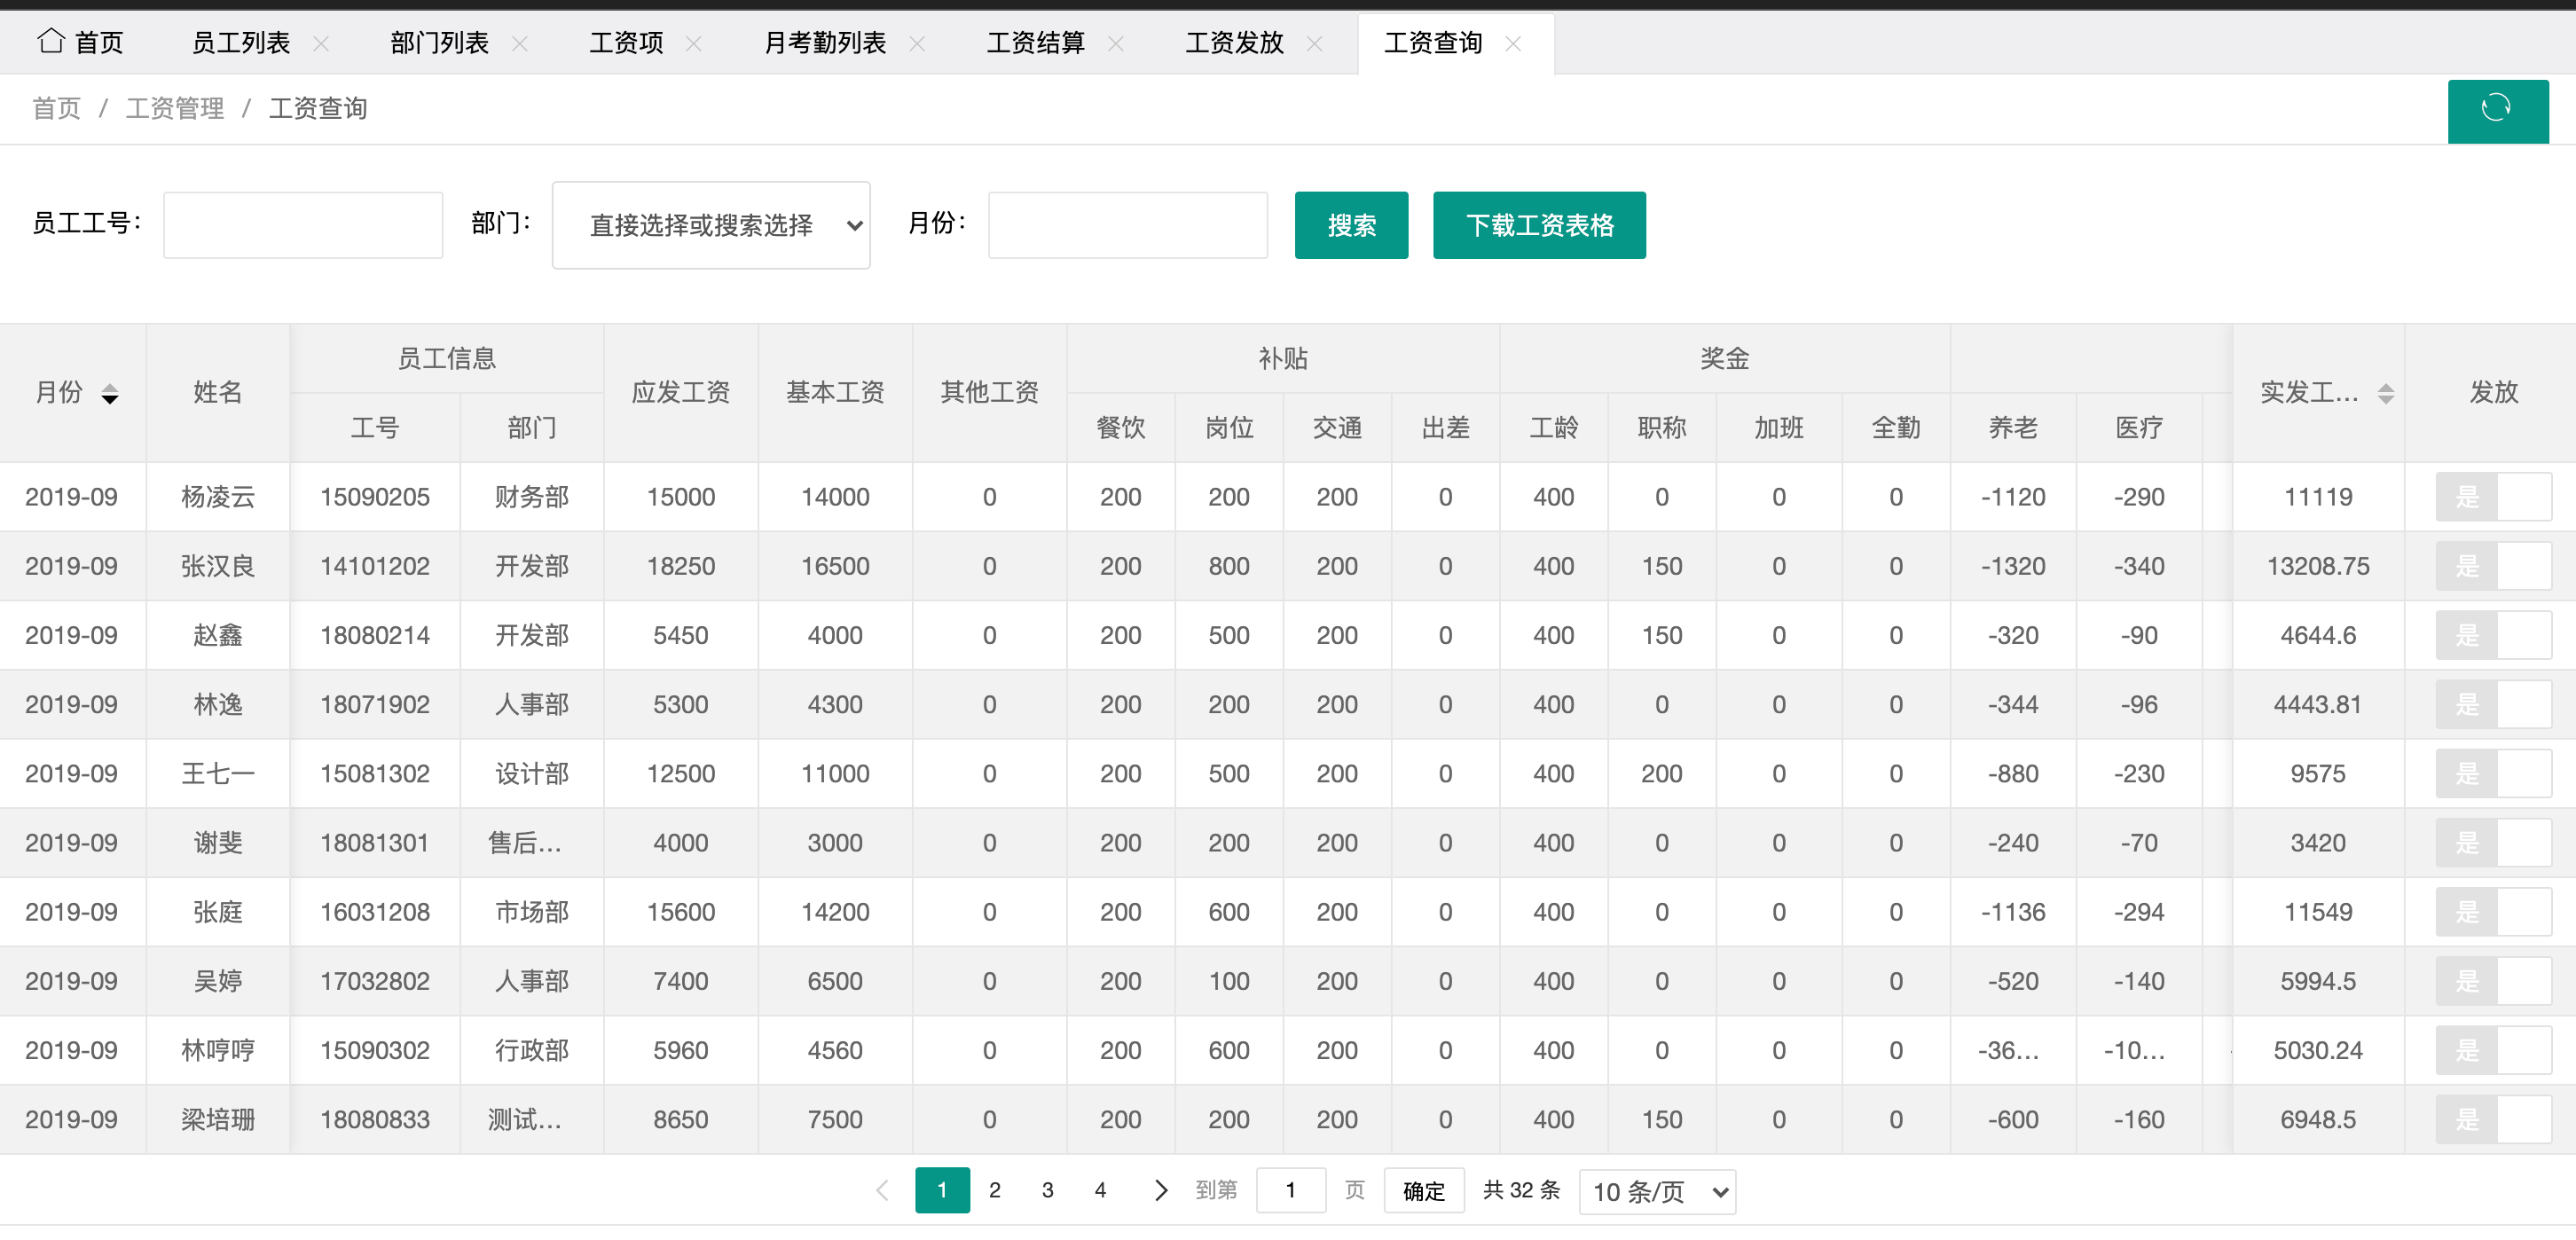 首页 员工列表 部门列表 工资项 月考勤列表 工资结算 工资发放 工资查询
首页 / 工资管理 / 工资查询
员工工号： 部门： 直接选择或搜索选择 月份： 搜索 下载工资表格
员工信息 补贴 奖金
月份 姓名 应发工资 基本工资 其他工资 实发工... 发放
工号 部门 餐饮 岗位 交通 出差 工龄 职称 加班 全勤 养老 医疗
2019-09 杨凌云 15090205 财务部 15000 14000 0 200 200 200 0 400 0 0 0 -1120 -290 11119 是
2019-09 张汉良 14101202 开发部 18250 16500 0 200 800 200 0 400 150 0 0 -1320 -340 13208.75 是
2019-09 赵鑫 18080214 开发部 5450 4000 0 200 500 200 0 400 150 0 0 -320 -90 4644.6 是
2019-09 林逸 18071902 人事部 5300 4300 0 200 200 200 0 400 0 0 0 -344 -96 4443.81 是
2019-09 王七一 15081302 设计部 12500 11000 0 200 500 200 0 400 200 0 0 -880 -230 9575 是
2019-09 谢斐 18081301 售后... 4000 3000 0 200 200 200 0 400 0 0 0 -240 -70 3420 是
2019-09 张庭 16031208 市场部 15600 14200 0 200 600 200 0 400 0 0 0 -1136 -294 11549 是
2019-09 吴婷 17032802 人事部 7400 6500 0 200 100 200 0 400 0 0 0 -520 -140 5994.5 是
2019-09 林哼哼 15090302 行政部 5960 4560 0 200 600 200 0 400 0 0 0 -36... -10... 5030.24 是
2019-09 梁培珊 18080833 测试... 8650 7500 0 200 200 200 0 400 150 0 0 -600 -160 6948.5 是
1 2 3 4 到第 1 页 确定 共 32 条 10 条/页